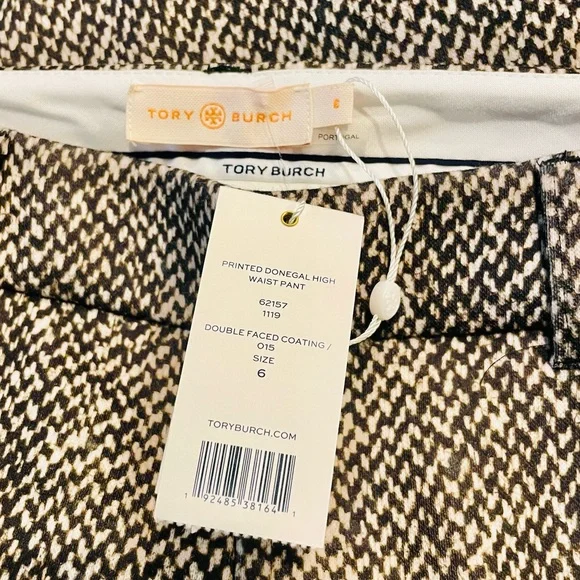 TORY BURCH
6
PORTUGAL
TORY BURCH
PRINTED DONEGAL HIGH
WAIST PANT
62157
1119
DOUBLE FACED COATING /
015
SIZE
6
TORYBURCH.COM
1 92485 38164 1